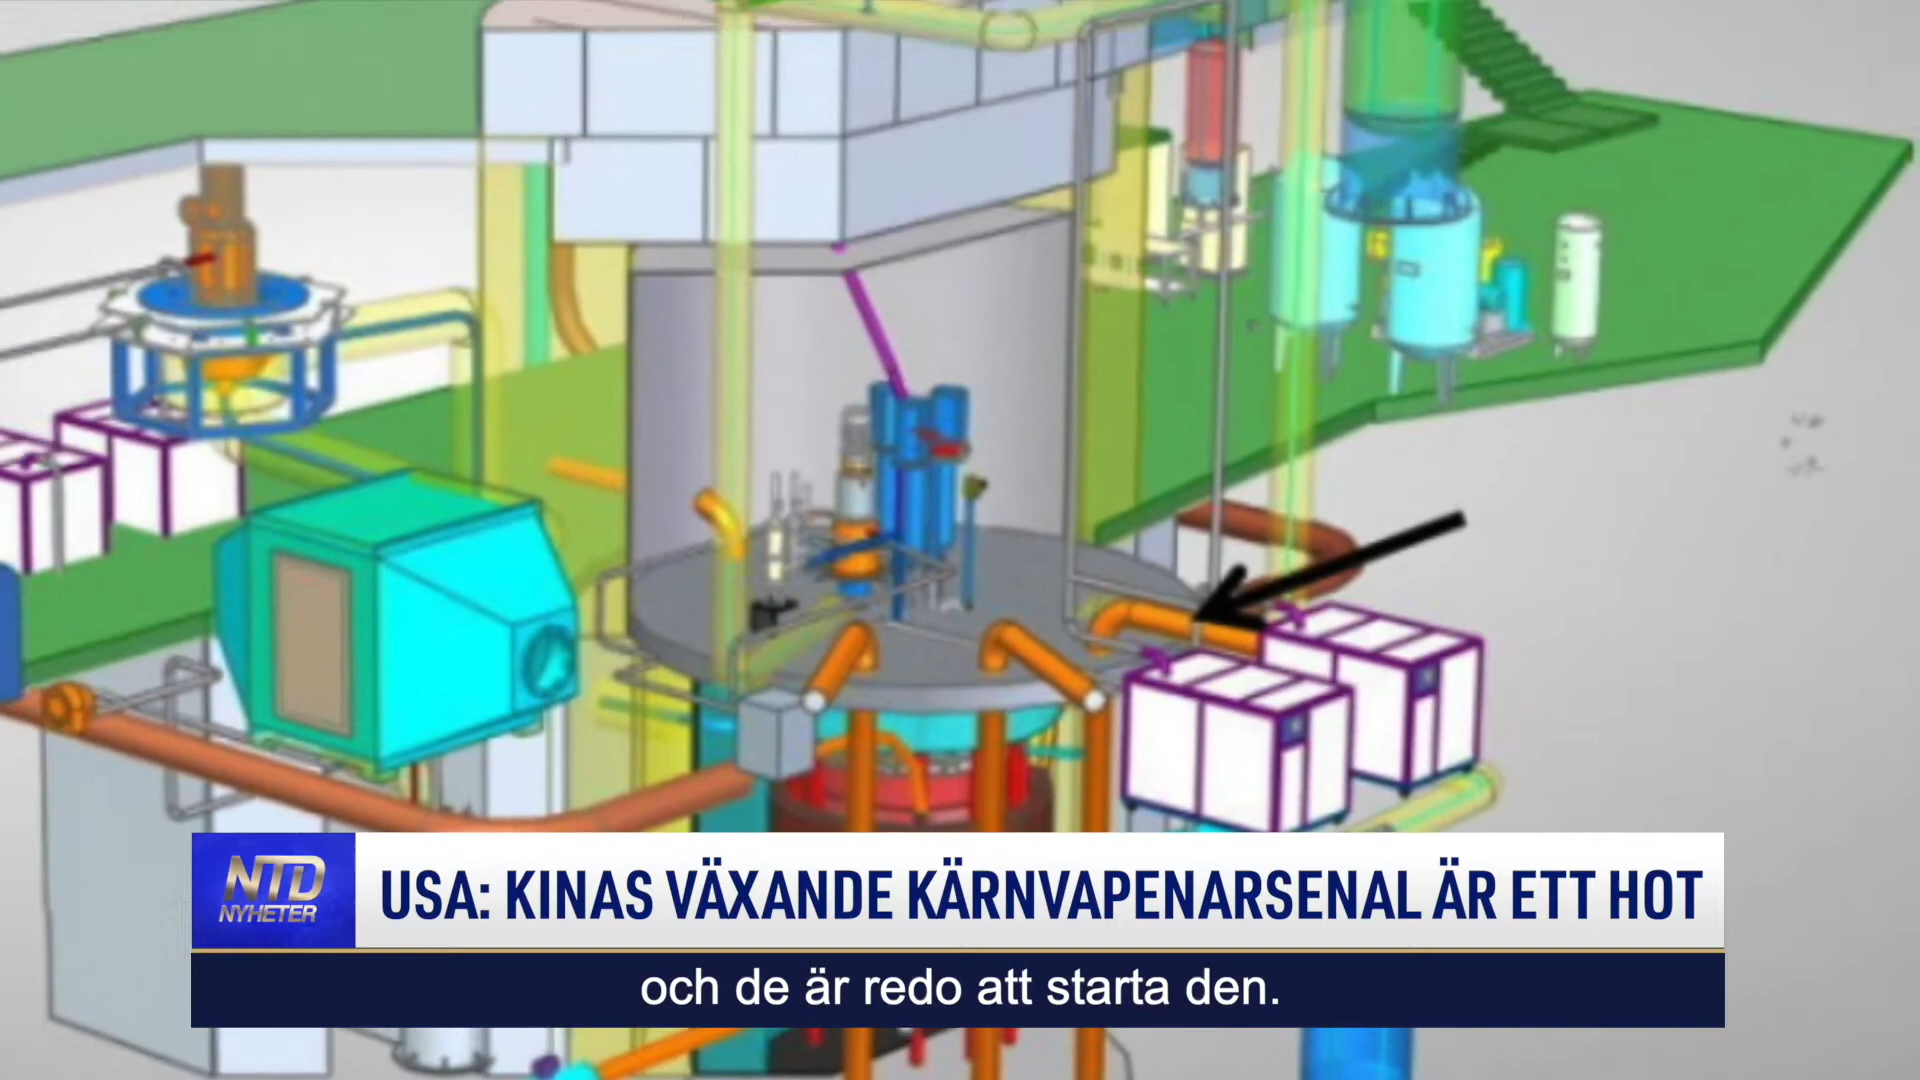 NTD
NYHETER
USA: KINAS VÄXANDE KÄRNVAPENARSENAL ÄR ETT HOT
och de är redo att starta den.